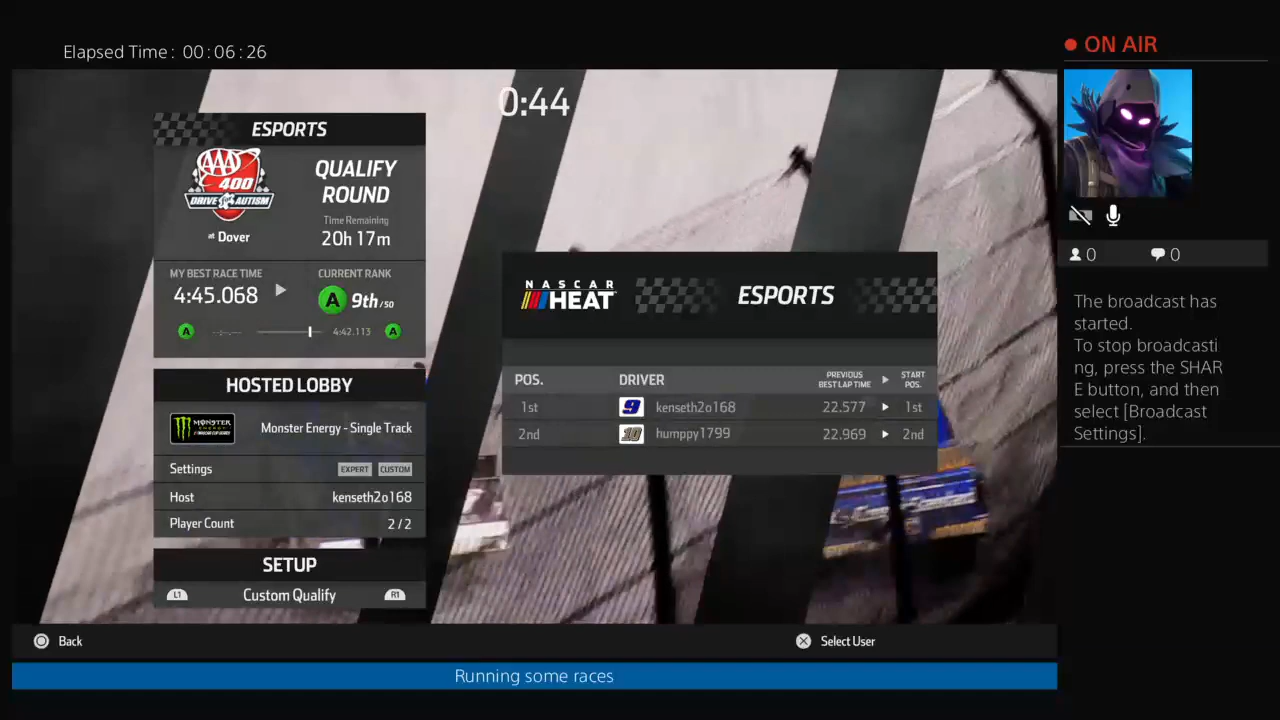 Elapsed Time: 00:06:26
ON AIR
0:44
ESPORTS
AAA
400
DRIVE AUTISM
at Dover
QUALIFY
ROUND
Time Remaining
20h 17m
MY BEST RACE TIME
4:45.068
CURRENT RANK
A 9th/50
A --:--.--- 4:42.113 A
HOSTED LOBBY
MONSTER
ENERGY
Monster Energy - Single Track
Settings EXPERT CUSTOM
Host kenseth2o168
Player Count 2/2
SETUP
L1 Custom Qualify R1
NASCAR
HEAT
ESPORTS
POS. DRIVER PREVIOUS BEST LAP TIME START POS.
1st 9 kenseth2o168 22.577 1st
2nd 10 humppy1799 22.969 2nd
0 0
The broadcast has
started.
To stop broadcasti
ng, press the SHAR
E button, and then
select [Broadcast
Settings].
Back Select User
Running some races